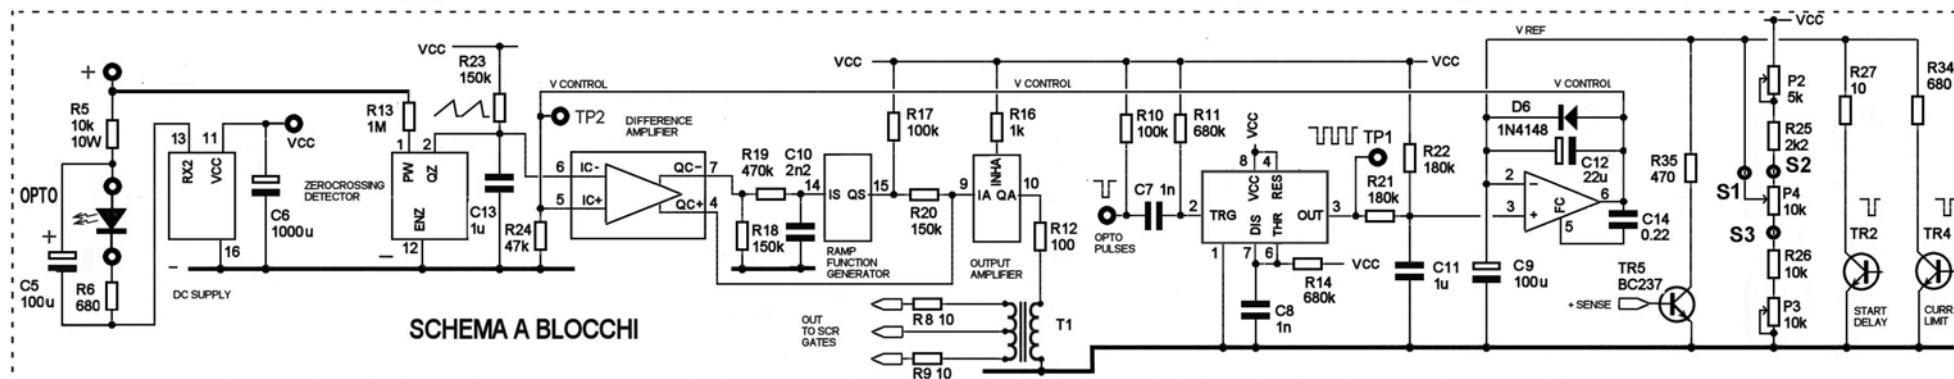 +
R5
10k
10W
OPTO
+
C5
100u
R6
680
13
11
RX2
VCC
16
VCC
C6
1000u
-
DC SUPPLY
VCC
R23
150k
R13
1M
1
2
PW
QZ
ENZ
12
ZEROCROSSING
DETECTOR
-
C13
1u
R24
47k
V CONTROL
TP2
DIFFERENCE
AMPLIFIER
6
IC-
5
IC+
QC-
7
QC+
4
R19
470k
C10
2n2
R18
150k
14
IS
QS
15
RAMP
FUNCTION
GENERATOR
VCC
R17
100k
R20
150k
R16
1k
INHA
9
IA
QA
10
OUTPUT
AMPLIFIER
R12
100
OUT
TO SCR
GATES
R8 10
R9 10
T1
SCHEMA A BLOCCHI
V CONTROL
R10
100k
R11
680k
OPTO
PULSES
C7 1n
VCC
8
4
VCC
RES
2
TRG
OUT
3
DIS
THR
1
7
6
R14
680k
VCC
C8
1n
TP1
R21
180k
VCC
R22
180k
C11
1u
V REF
V CONTROL
D6
1N4148
C12
22u
2
-
3
+
FC
6
5
C14
0.22
C9
100u
R35
470
TR5
BC237
+ SENSE
VCC
P2
5k
R25
2k2
S1
S2
P4
10k
S3
R26
10k
P3
10k
R27
10
TR2
START
DELAY
R34
680
TR4
CURR
LIMIT